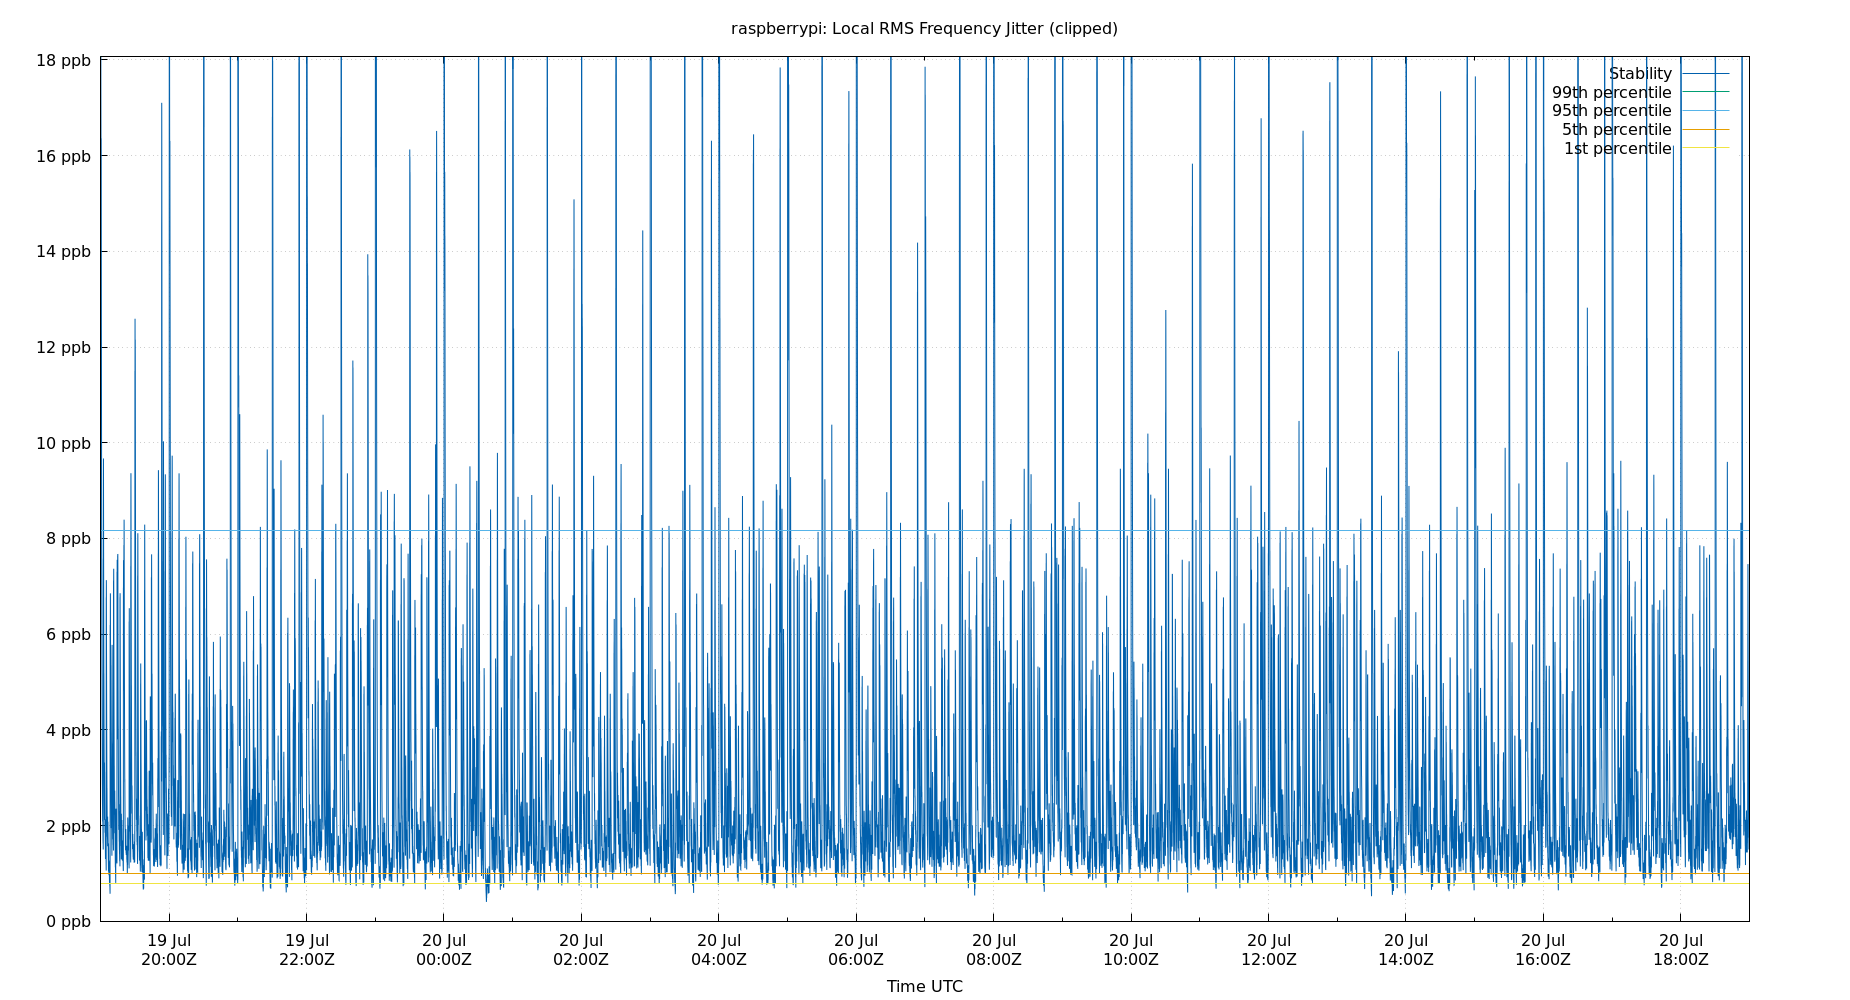 raspberrypi: Local RMS Frequency Jitter (clipped)
18 ppb
16 ppb
14 ppb
12 ppb
10 ppb
8 ppb
6 ppb
4 ppb
2 ppb
0 ppb
Stability
99th percentile
95th percentile
5th percentile
1st percentile
19 Jul
20:00Z
19 Jul
22:00Z
20 Jul
00:00Z
20 Jul
02:00Z
20 Jul
04:00Z
20 Jul
06:00Z
20 Jul
08:00Z
20 Jul
10:00Z
20 Jul
12:00Z
20 Jul
14:00Z
20 Jul
16:00Z
20 Jul
18:00Z
Time UTC